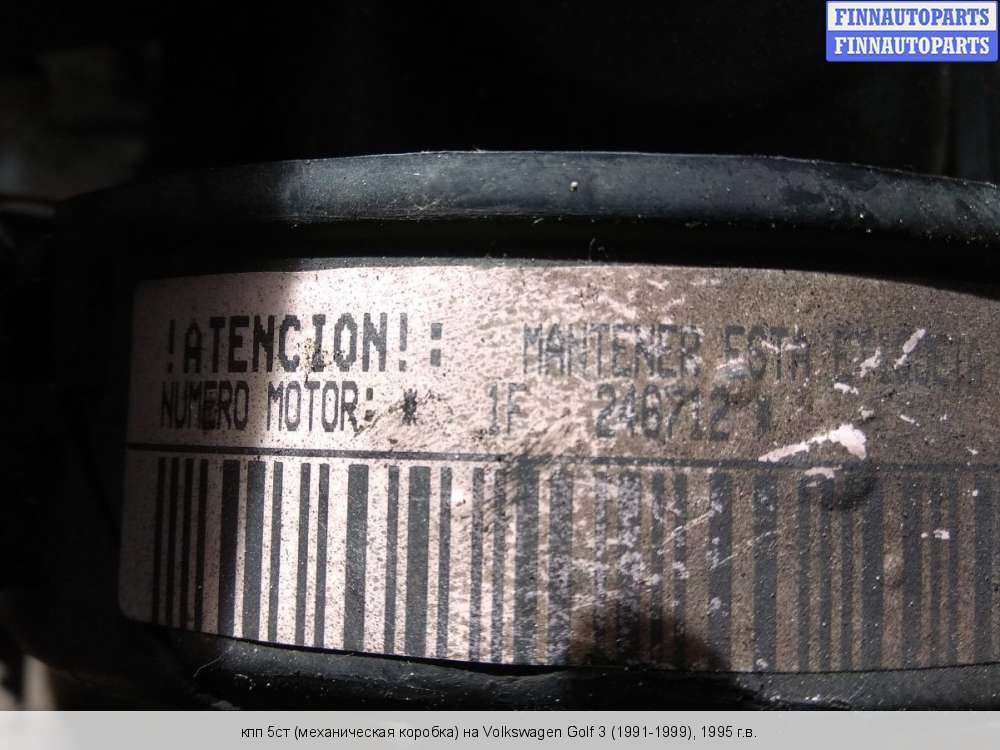 FINNAUTOPARTS
FINNAUTOPARTS
!ATENCION!: MANTENER ESTA
NUMERO MOTOR: * 1F 246712 *
кпп 5ст (механическая коробка) на Volkswagen Golf 3 (1991-1999), 1995 г.в.